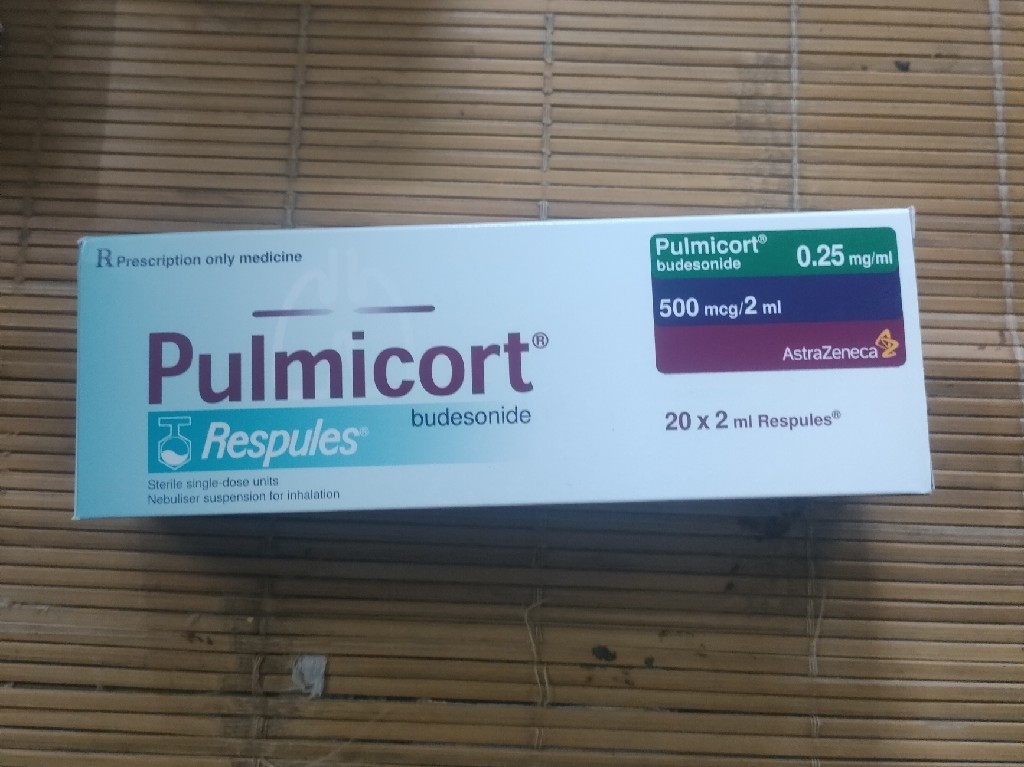 R Prescription only medicine
Pulmicort®
budesonide
Respules®
Sterile single-dose units
Nebuliser suspension for inhalation
Pulmicort®
budesonide
0.25 mg/ml
500 mcg/2 ml
AstraZeneca
20 x 2 ml Respules®